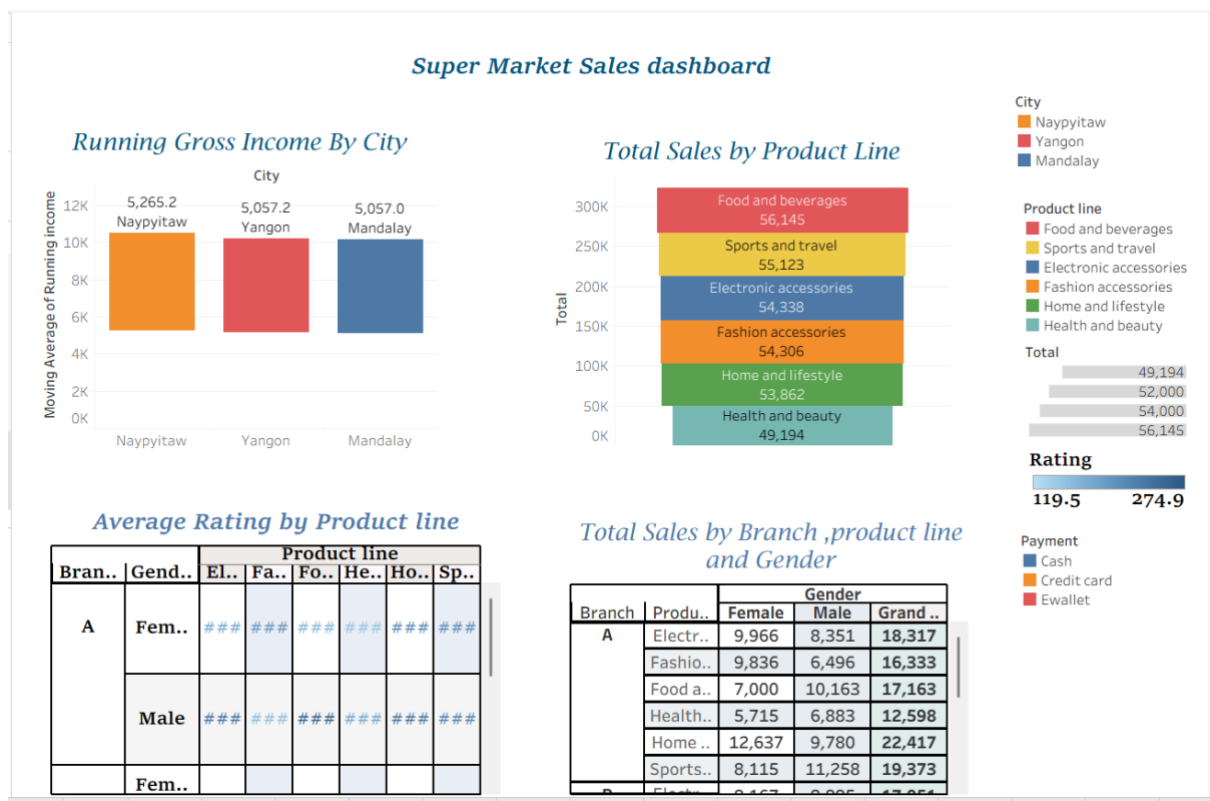 Super Market Sales dashboard
Running Gross Income By City
City
Moving Average of Running income
12K
10K
8K
6K
4K
2K
0K
5,265.2
Naypyitaw
5,057.2
Yangon
5,057.0
Mandalay
Naypyitaw Yangon Mandalay
Total Sales by Product Line
Total
300K
250K
200K
150K
100K
50K
0K
Food and beverages
56,145
Sports and travel
55,123
Electronic accessories
54,338
Fashion accessories
54,306
Home and lifestyle
53,862
Health and beauty
49,194
City
Naypyitaw
Yangon
Mandalay
Product line
Food and beverages
Sports and travel
Electronic accessories
Fashion accessories
Home and lifestyle
Health and beauty
Total
49,194
52,000
54,000
56,145
Rating
119.5 274.9
Payment
Cash
Credit card
Ewallet
Average Rating by Product line
Product line
Bran.. Gend.. El.. Fa.. Fo.. He.. Ho.. Sp..
A Fem.. ### ### ### ### ### ###
Male ### ### ### ### ### ###
Fem..
Total Sales by Branch ,product line
and Gender
Gender
Branch Produ.. Female Male Grand ..
A Electr.. 9,966 8,351 18,317
Fashio.. 9,836 6,496 16,333
Food a.. 7,000 10,163 17,163
Health.. 5,715 6,883 12,598
Home .. 12,637 9,780 22,417
Sports.. 8,115 11,258 19,373